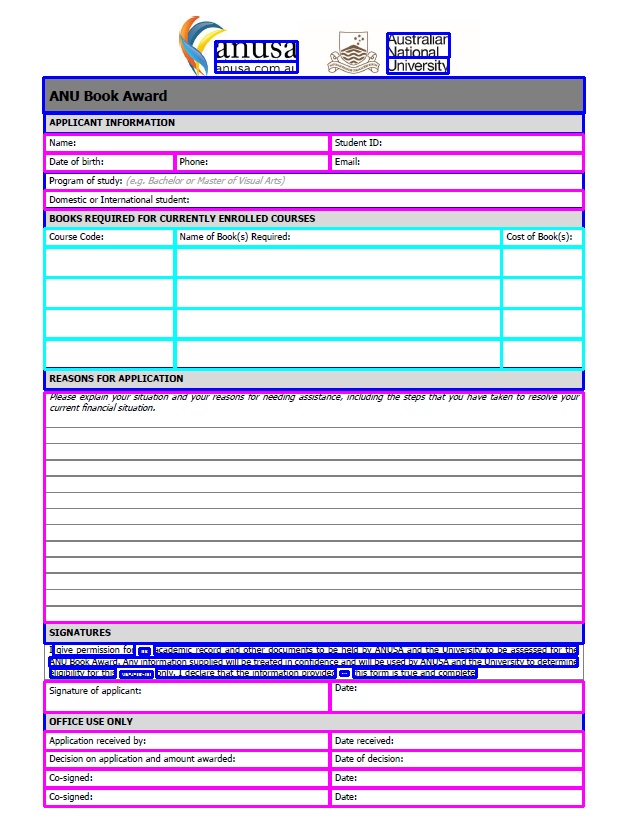 anusa
anusa.com.au
Australian
National
University
ANU Book Award
APPLICANT INFORMATION
Name: Student ID:
Date of birth: Phone: Email:
Program of study: (e.g. Bachelor or Master of Visual Arts)
Domestic or International student:
BOOKS REQUIRED FOR CURRENTLY ENROLLED COURSES
Course Code: Name of Book(s) Required: Cost of Book(s):
REASONS FOR APPLICATION
Please explain your situation and your reasons for needing assistance, including the steps that you have taken to resolve your
current financial situation.
SIGNATURES
I give permission for academic record and other documents to be held by ANUSA and the University to be assessed for the
ANU Book Award. Any information supplied will be treated in confidence and will be used by ANUSA and the University to determine
eligibility for this program only. I declare that the information provided this form is true and complete
Signature of applicant: Date:
OFFICE USE ONLY
Application received by: Date received:
Decision on application and amount awarded: Date of decision:
Co-signed: Date:
Co-signed: Date: